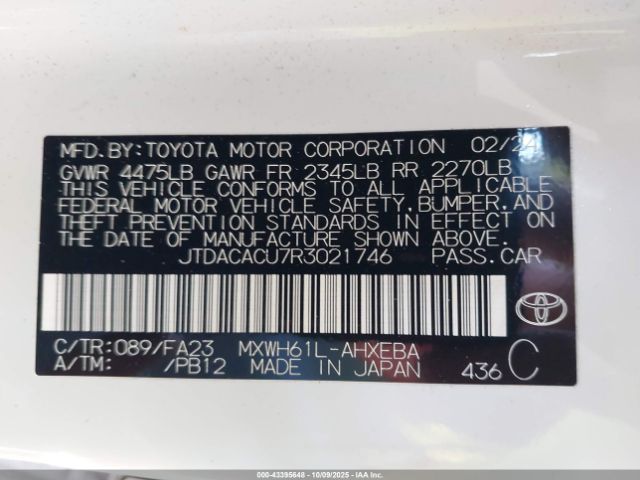 MFD. BY: TOYOTA MOTOR CORPORATION 02/24
GVWR 4475LB GAWR FR 2345LB RR 2270LB
THIS VEHICLE CONFORMS TO ALL APPLICABLE
FEDERAL MOTOR VEHICLE SAFETY, BUMPER, AND
THEFT PREVENTION STANDARDS IN EFFECT ON
THE DATE OF MANUFACTURE SHOWN ABOVE.
JTDACACU7R3021746 PASS. CAR
C/TR: 089/FA23 MXWH61L-AHXEBA
A/TM: /PB12 MADE IN JAPAN 436 C
000-43395648 10/09/2025 IAAI.CA